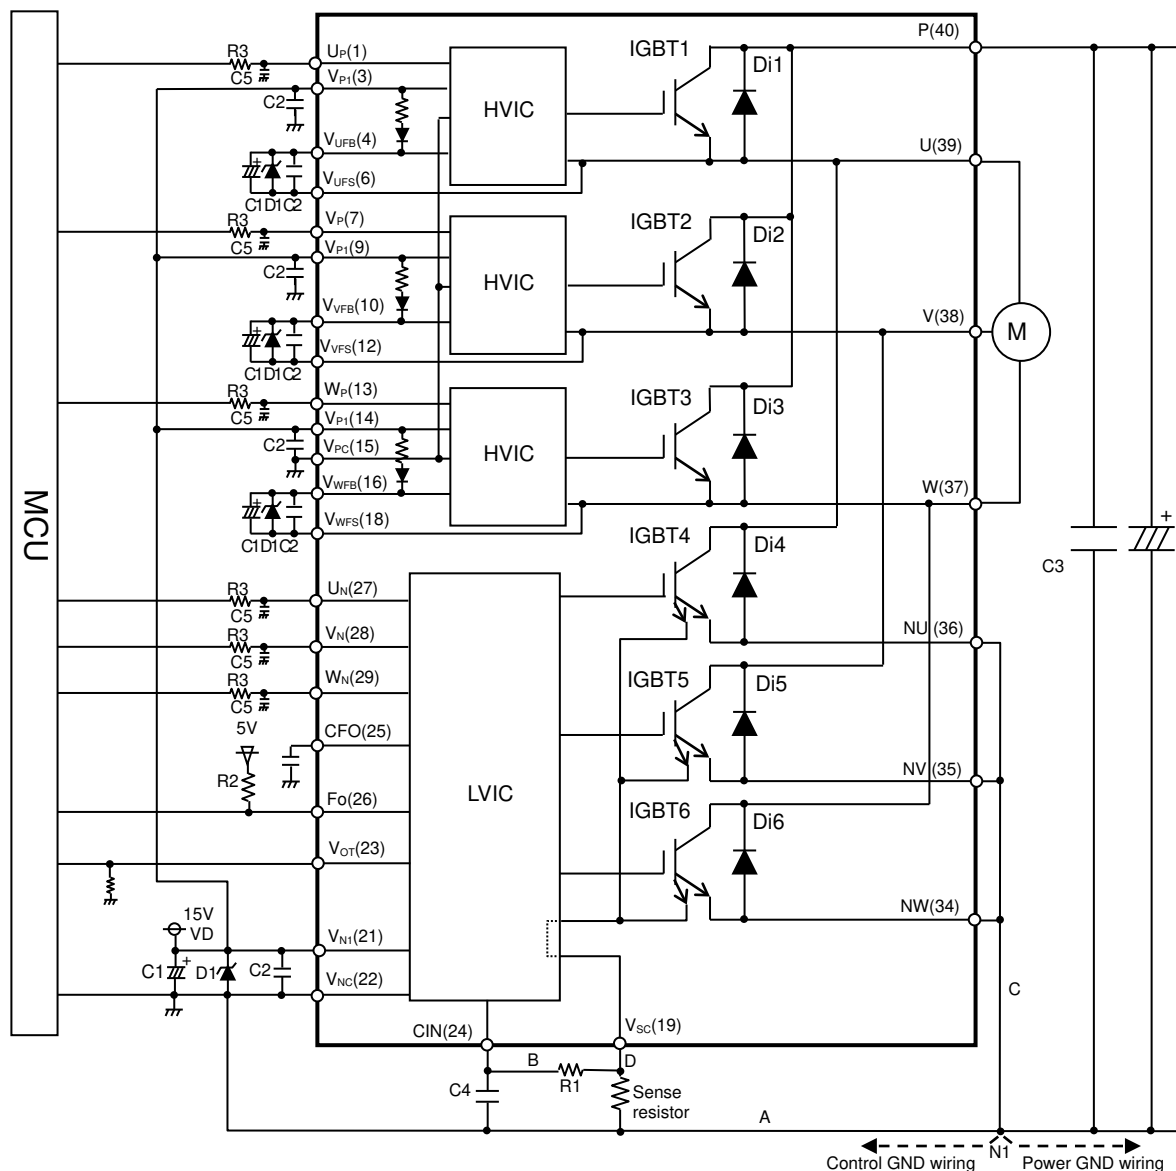 P(40)
IGBT1
Di1
R3
C5
UP(1)
VP1(3)
C2
HVIC
VUFB(4)
U(39)
VUFS(6)
+
C1D1C2
R3
C5
VP(7)
VP1(9)
IGBT2
Di2
C2
HVIC
VVFB(10)
V(38)
M
VVFS(12)
+
C1D1C2
R3
C5
WP(13)
VP1(14)
IGBT3
Di3
C2
VPC(15)
HVIC
VWFB(16)
W(37)
VWFS(18)
+
C1D1C2
MCU
IGBT4
Di4
C3
+
R3
C5
UN(27)
R3
C5
VN(28)
NU(36)
R3
C5
WN(29)
IGBT5
Di5
5V
CFO(25)
R2
NV(35)
LVIC
Fo(26)
IGBT6
Di6
VOT(23)
NW(34)
15V
VD
VN1(21)
C1
+
D1
C2
VNC(22)
C
CIN(24)
VSC(19)
B
D
R1
C4
Sense
resistor
A
N1
Control GND wiring
Power GND wiring